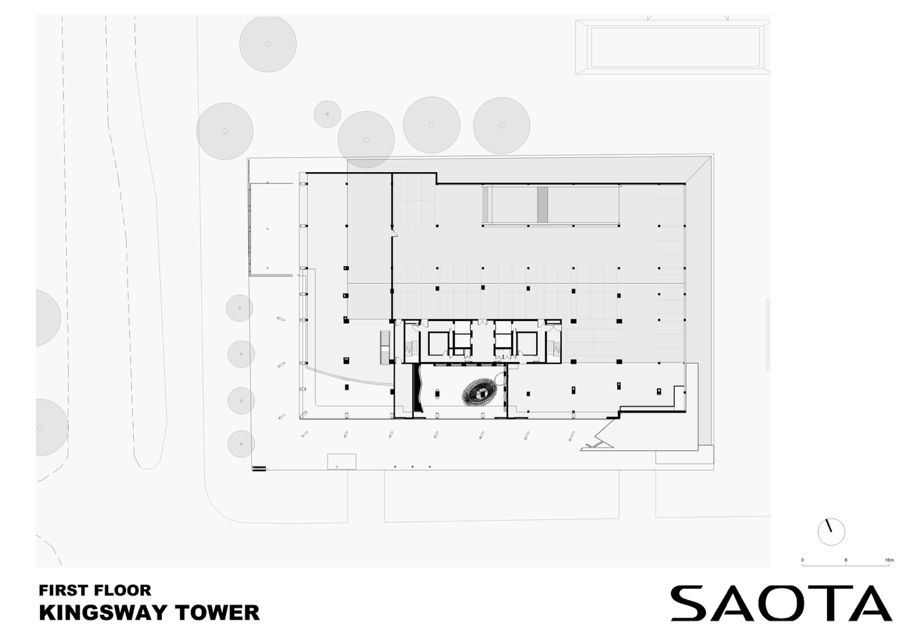 0 8 16m
FIRST FLOOR
KINGSWAY TOWER
SAOTA